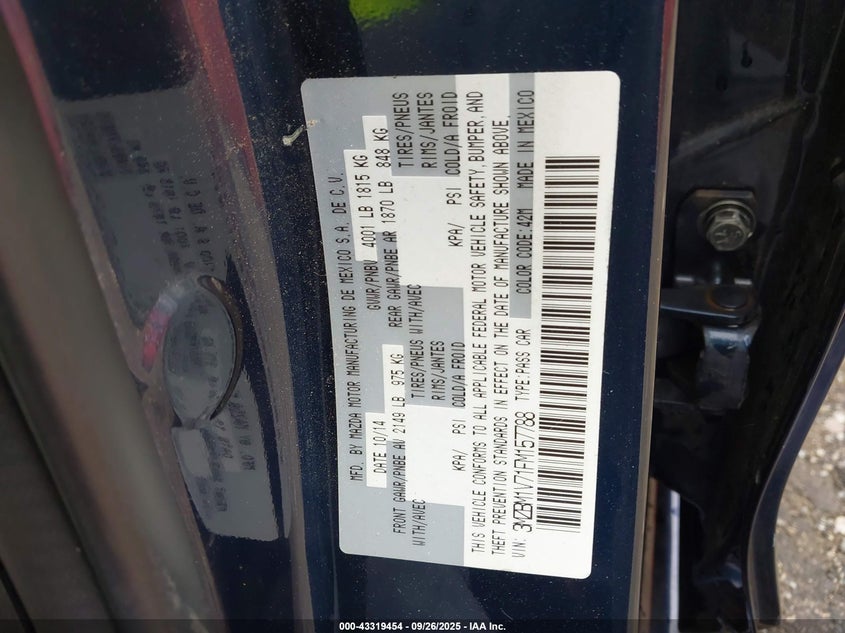 MFD. BY MAZDA MOTOR MANUFACTURING DE MEXICO S.A. DE C.V.
DATE 10/14 GVWR/PNBV 4001 LB 1815 KG
FRONT GAWR/PNBE AV 2149 LB 975 KG REAR GAWR/PNBE AR 1870 LB 848 KG
WITH/AVEC TIRES/PNEUS WITH/AVEC TIRES/PNEUS
RIMS/JANTES RIMS/JANTES
KPA/ PSI COLD/A FROID KPA/ PSI COLD/A FROID
THIS VEHICLE CONFORMS TO ALL APPLICABLE FEDERAL MOTOR VEHICLE SAFETY, BUMPER, AND
THEFT PREVENTION STANDARDS IN EFFECT ON THE DATE OF MANUFACTURE SHOWN ABOVE.
VIN: 3MZBM1V71FM157788 TYPE:PASS CAR COLOR CODE:42M MADE IN MEXICO
000-43319454 - 09/26/2025 - IAA Inc.